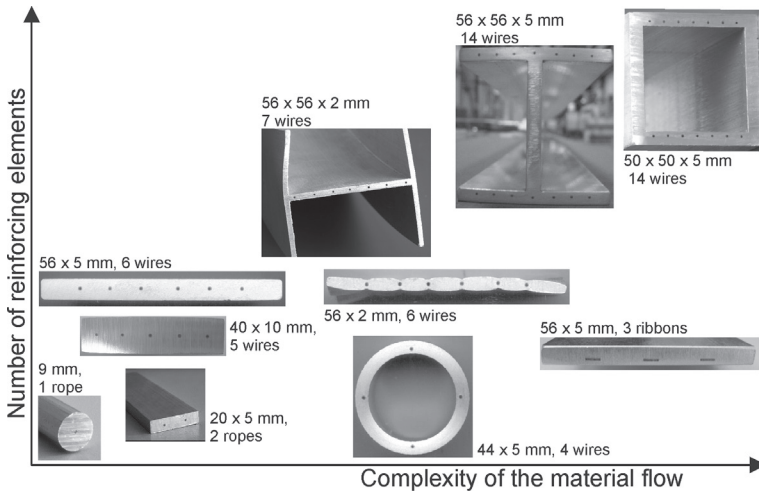 Number of reinforcing elements
56 x 56 x 5 mm
14 wires
56 x 56 x 2 mm
7 wires
50 x 50 x 5 mm
14 wires
56 x 5 mm, 6 wires
56 x 2 mm, 6 wires
40 x 10 mm,
5 wires
56 x 5 mm, 3 ribbons
9 mm,
1 rope
20 x 5 mm,
2 ropes
44 x 5 mm, 4 wires
Complexity of the material flow